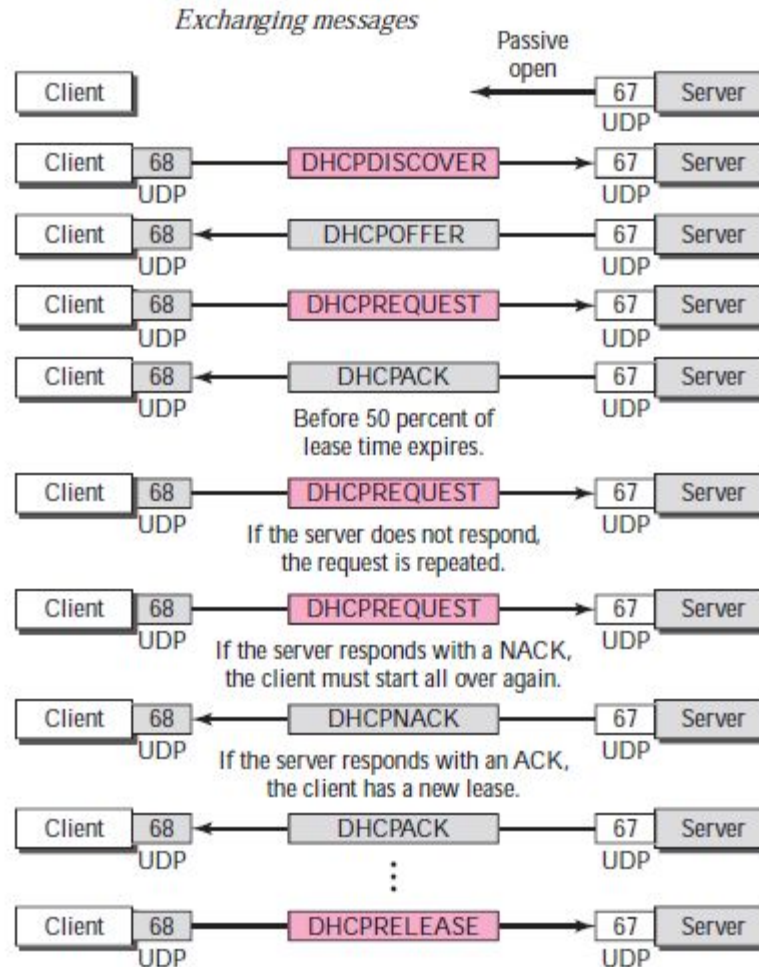 Exchanging messages
Passive
open
Client 67 Server
UDP
Client 68 DHCPDISCOVER 67 Server
UDP UDP
Client 68 DHCPOFFER 67 Server
UDP UDP
Client 68 DHCPREQUEST 67 Server
UDP UDP
Client 68 DHCPACK 67 Server
UDP UDP
Before 50 percent of
lease time expires.
Client 68 DHCPREQUEST 67 Server
UDP UDP
If the server does not respond,
the request is repeated.
Client 68 DHCPREQUEST 67 Server
UDP UDP
If the server responds with a NACK,
the client must start all over again.
Client 68 DHCPNACK 67 Server
UDP UDP
If the server responds with an ACK,
the client has a new lease.
Client 68 DHCPACK 67 Server
UDP UDP
Client 68 DHCPRELEASE 67 Server
UDP UDP